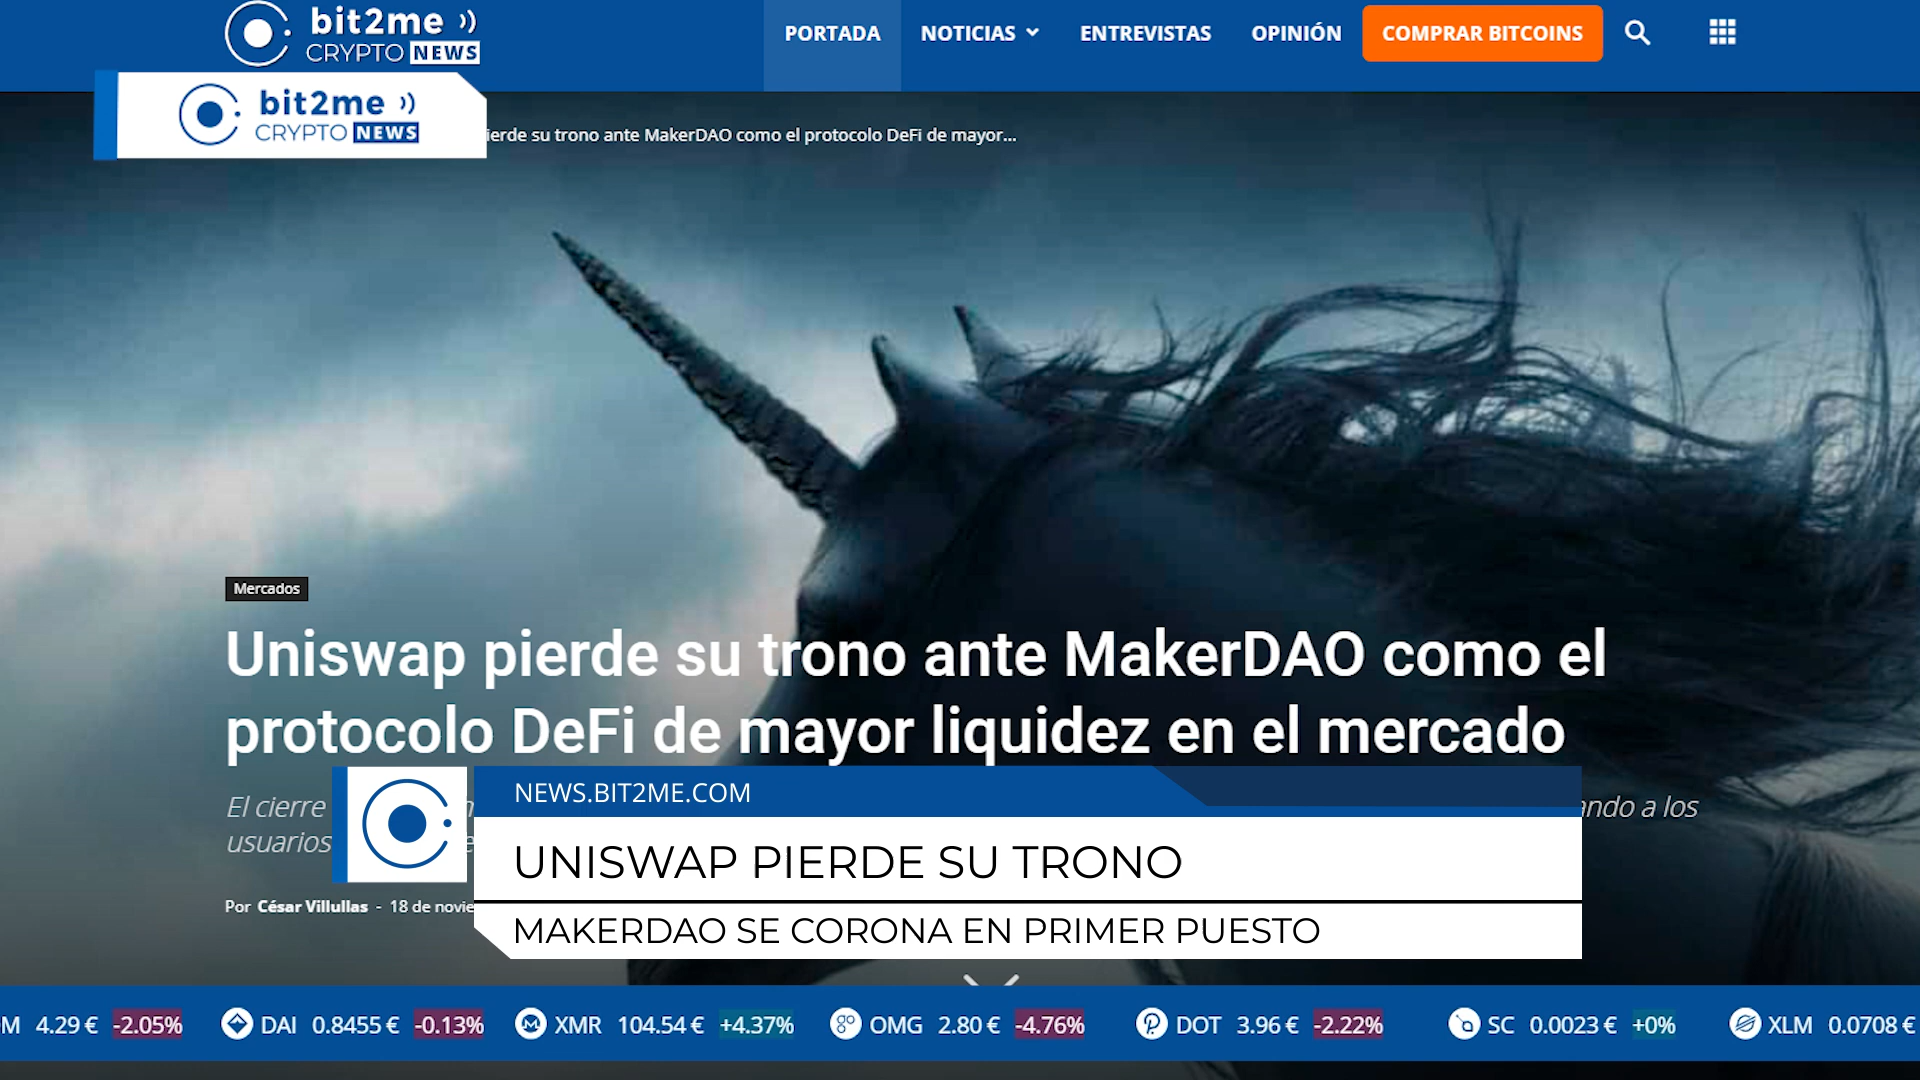 bit2me
CRYPTO NEWS
PORTADA
NOTICIAS
ENTREVISTAS
OPINIÓN
COMPRAR BITCOINS
bit2me
CRYPTO NEWS
ierde su trono ante MakerDAO como el protocolo DeFi de mayor...
Mercados
Uniswap pierde su trono ante MakerDAO como el
protocolo DeFi de mayor liquidez en el mercado
El cierre
ando a los
usuarios
Por César Villullas - 18 de novie
NEWS.BIT2ME.COM
UNISWAP PIERDE SU TRONO
MAKERDAO SE CORONA EN PRIMER PUESTO
M 4.29 € -2.05% DAI 0.8455 € -0.13% XMR 104.54 € +4.37% OMG 2.80 € -4.76% DOT 3.96 € -2.22% SC 0.0023 € +0% XLM 0.0708 €